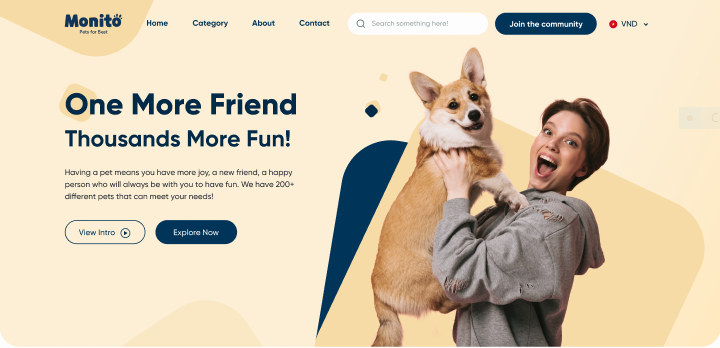 Monito
Pets for Best
Home
Category
About
Contact
Search something here!
Join the community
VND
One More Friend
Thousands More Fun!
Having a pet means you have more joy, a new friend, a happy
person who will always be with you to have fun. We have 200+
different pets that can meet your needs!
View Intro
Explore Now